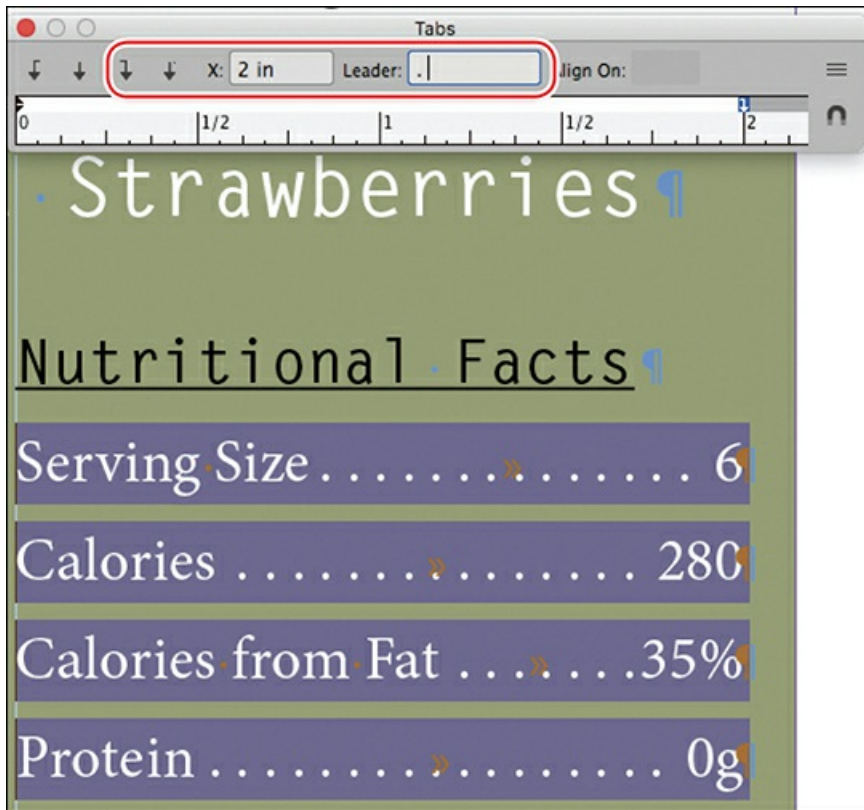 Tabs
X: 2 in Leader: . lign On:
0 1/2 1 1/2 2
Strawberries¶
Nutritional Facts¶
Serving Size . . . . . . . » . . . . . . . 6¶
Calories . . . . . . . » . . . . . . . . 280¶
Calories from Fat . . . » . . . .35%¶
Protein . . . . . . . . » . . . . . . . . 0g¶